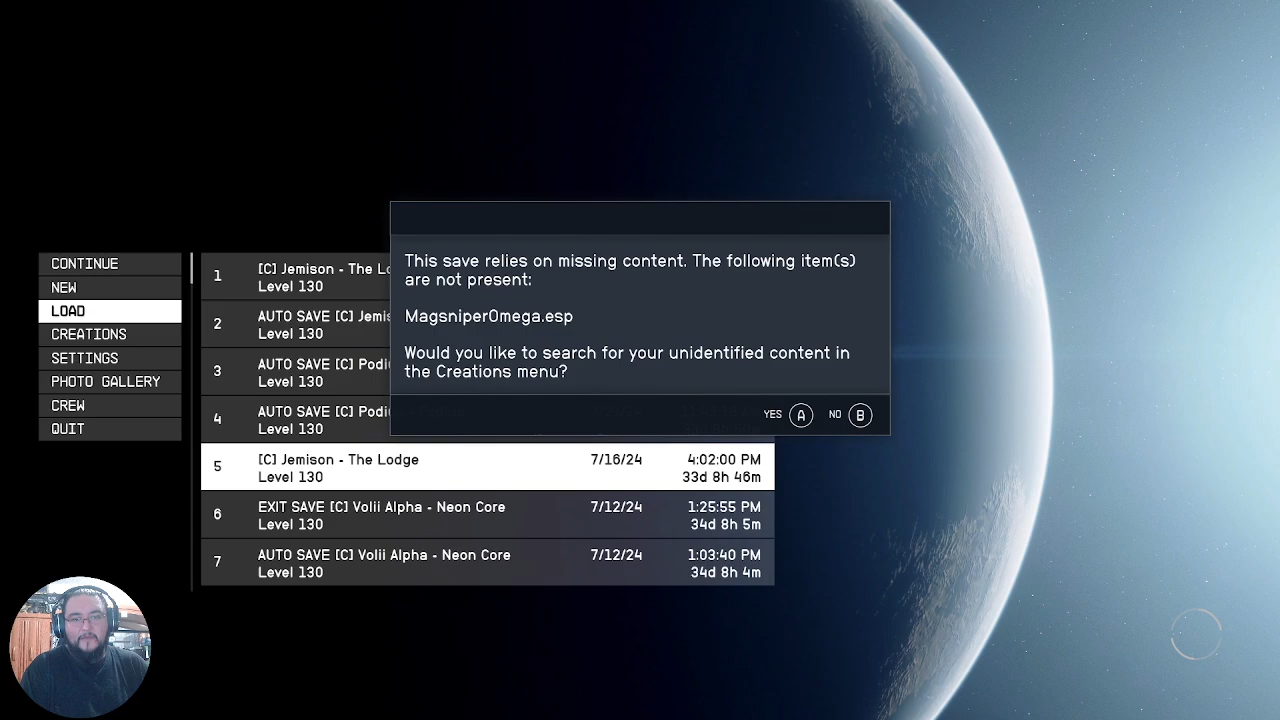 CONTINUE
NEW
LOAD
CREATIONS
SETTINGS
PHOTO GALLERY
CREW
QUIT
1
[C] Jemison - The Lo
Level 130
2
AUTO SAVE [C] Jemis
Level 130
3
AUTO SAVE [C] Podi
Level 130
4
AUTO SAVE [C] Podi
Level 130
5
[C] Jemison - The Lodge 7/16/24 4:02:00 PM
Level 130 33d 8h 46m
6
EXIT SAVE [C] Volii Alpha - Neon Core 7/12/24 1:25:55 PM
Level 130 34d 8h 5m
7
AUTO SAVE [C] Volii Alpha - Neon Core 7/12/24 1:03:40 PM
Level 130 34d 8h 4m
This save relies on missing content. The following item(s)
are not present:
MagsniperOmega.esp
Would you like to search for your unidentified content in
the Creations menu?
YES A NO B